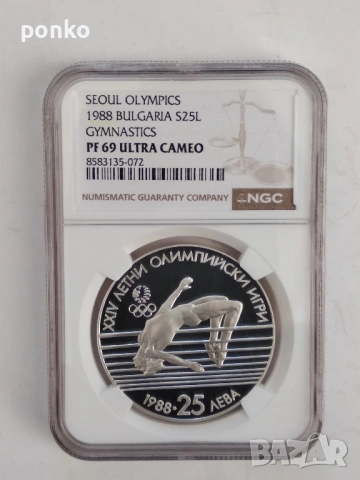 ponko
SEOUL OLYMPICS
1988 BULGARIA S25L
GYMNASTICS
PF 69 ULTRA CAMEO
8583135-072
NUMISMATIC GUARANTY COMPANY NGC
XXIV ЛЕТНИ ОЛИМПИЙСКИ ИГРИ
1988·25 ЛЕВА
BAZAR